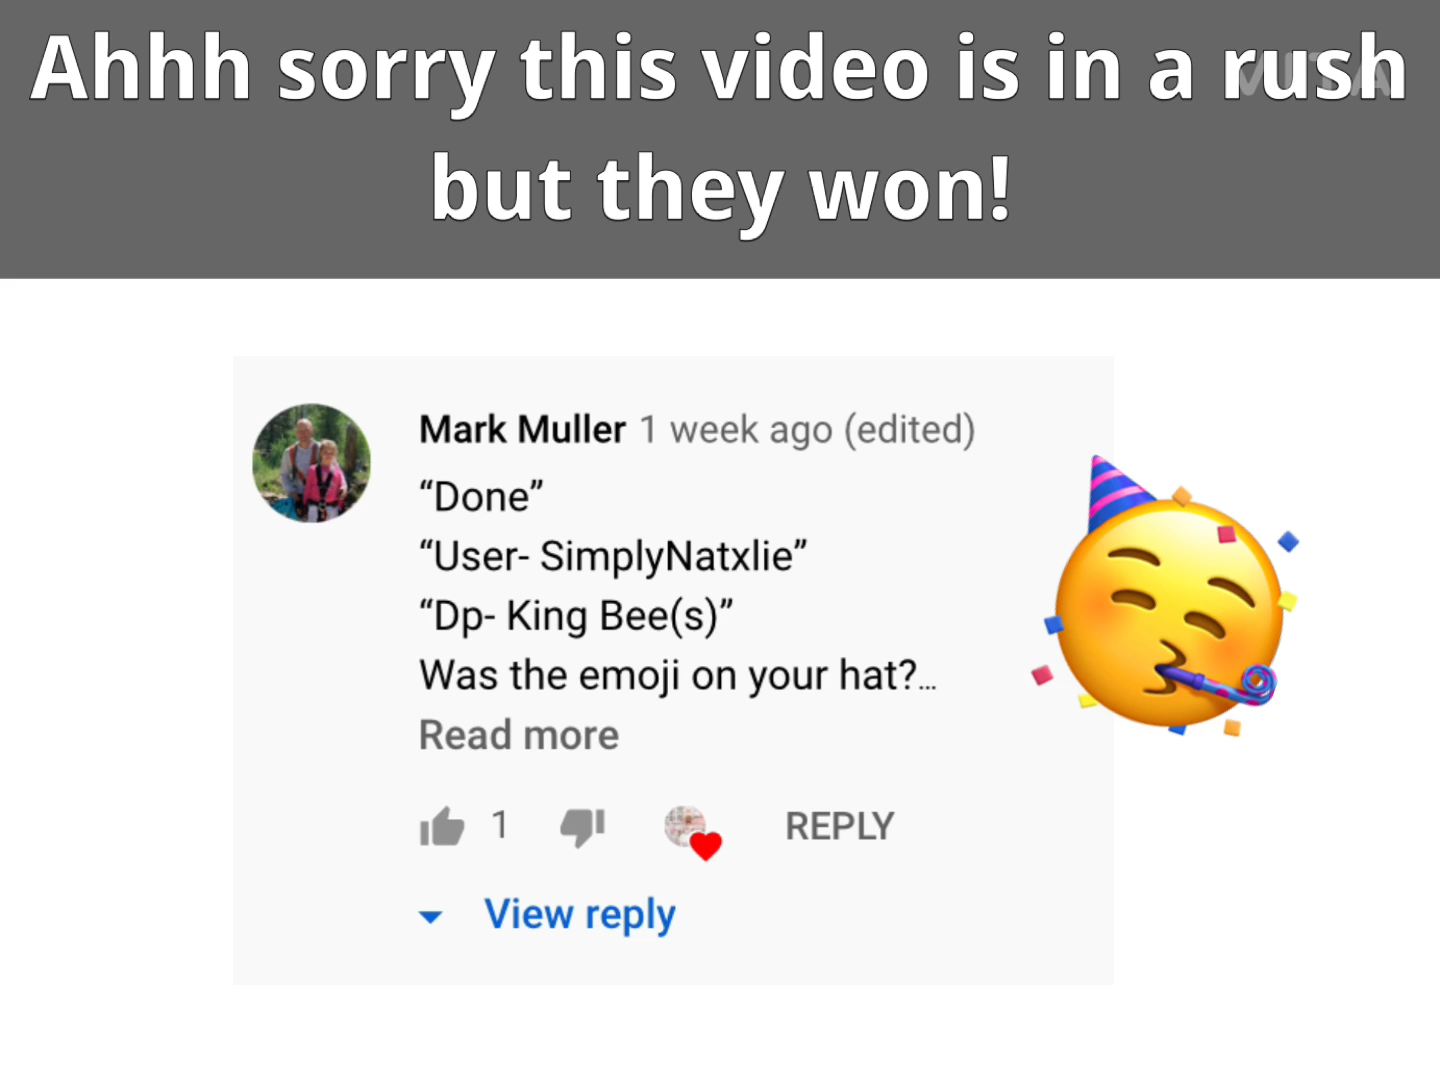 Ahhh sorry this video is in a rush
but they won!
VITA
Mark Muller 1 week ago (edited)
“Done”
“User- SimplyNatxlie”
“Dp- King Bee(s)”
Was the emoji on your hat?...
Read more
1 REPLY
View reply